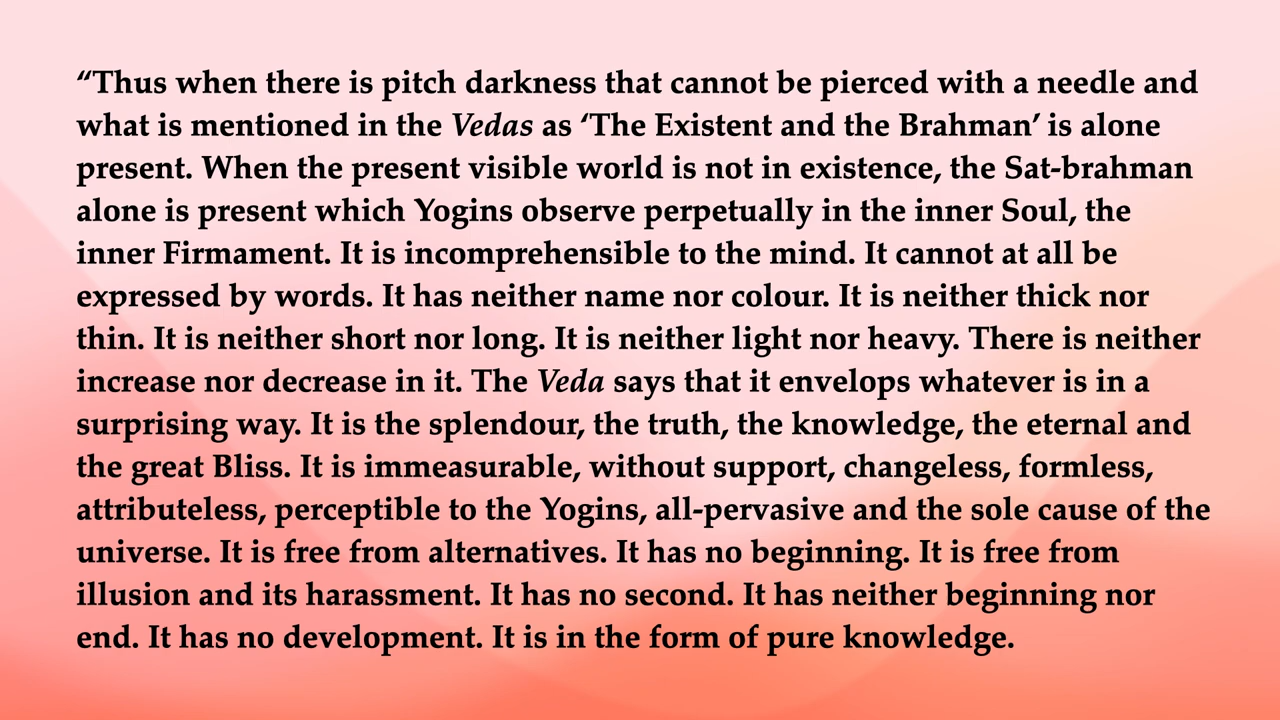 “Thus when there is pitch darkness that cannot be pierced with a needle and
what is mentioned in the Vedas as ‘The Existent and the Brahman’ is alone
present. When the present visible world is not in existence, the Sat-brahman
alone is present which Yogins observe perpetually in the inner Soul, the
inner Firmament. It is incomprehensible to the mind. It cannot at all be
expressed by words. It has neither name nor colour. It is neither thick nor
thin. It is neither short nor long. It is neither light nor heavy. There is neither
increase nor decrease in it. The Veda says that it envelops whatever is in a
surprising way. It is the splendour, the truth, the knowledge, the eternal and
the great Bliss. It is immeasurable, without support, changeless, formless,
attributeless, perceptible to the Yogins, all-pervasive and the sole cause of the
universe. It is free from alternatives. It has no beginning. It is free from
illusion and its harassment. It has no second. It has neither beginning nor
end. It has no development. It is in the form of pure knowledge.